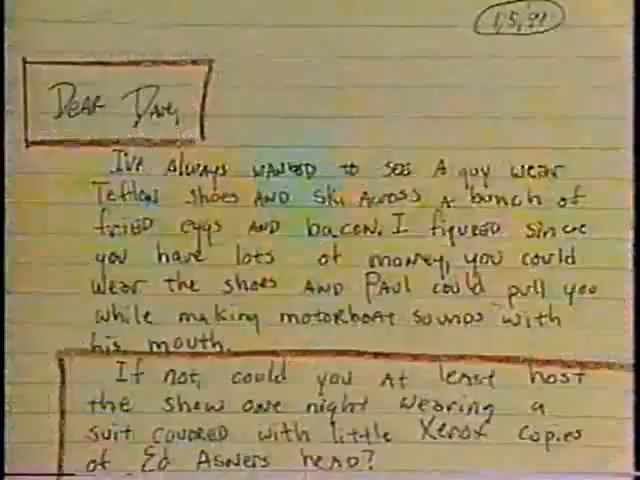 1,5,91
DEAR DAVE,
I'VE Always WANTED to SEE A guy WEAR
TEflON shoes AND ski ACROSS A bunch of
fRIED eggs AND bacon. I figured since
you have lots of money, you could
WEAR the shoes AND PAUL could pull you
while making motorboat sounds with
his mouth.
If not, could you At least host
the show one night wearing a
suit COVERED with little Xerox copies
of Ed ASNERS HEAD?